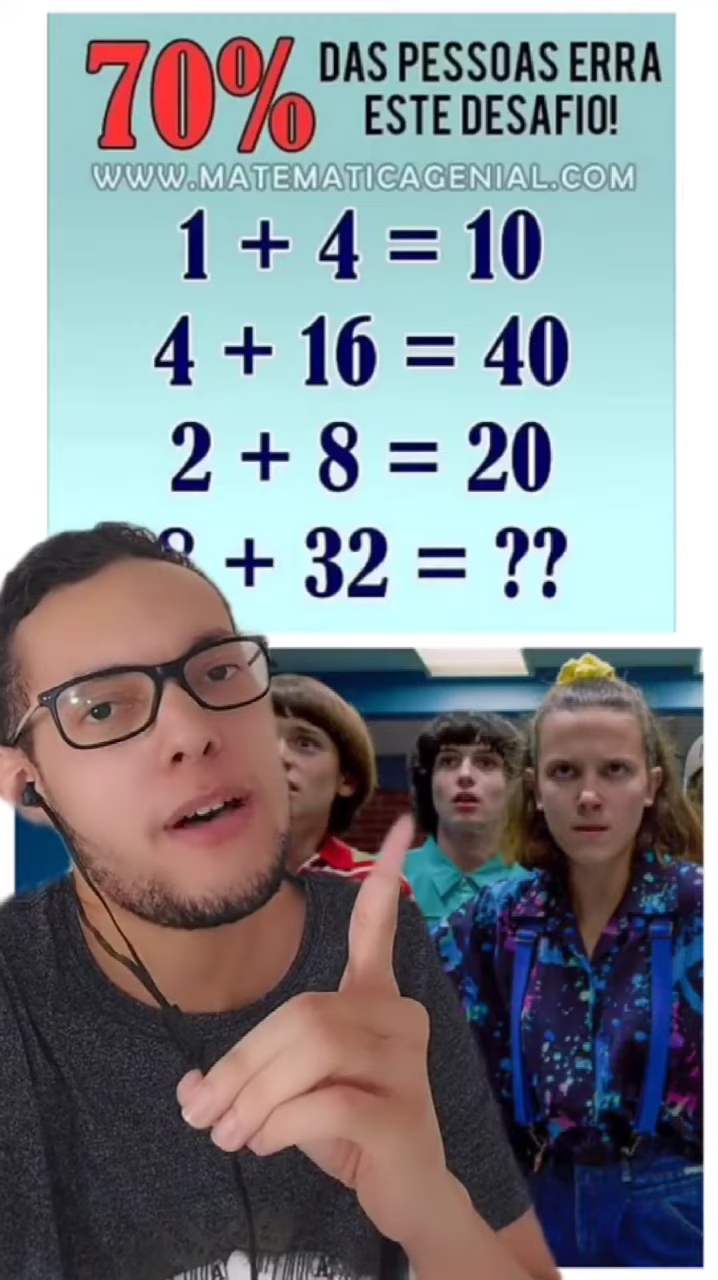 70% DAS PESSOAS ERRA
ESTE DESAFIO!
WWW.MATEMATICAGENIAL.COM
1 + 4 = 10
4 + 16 = 40
2 + 8 = 20
8 + 32 = ??